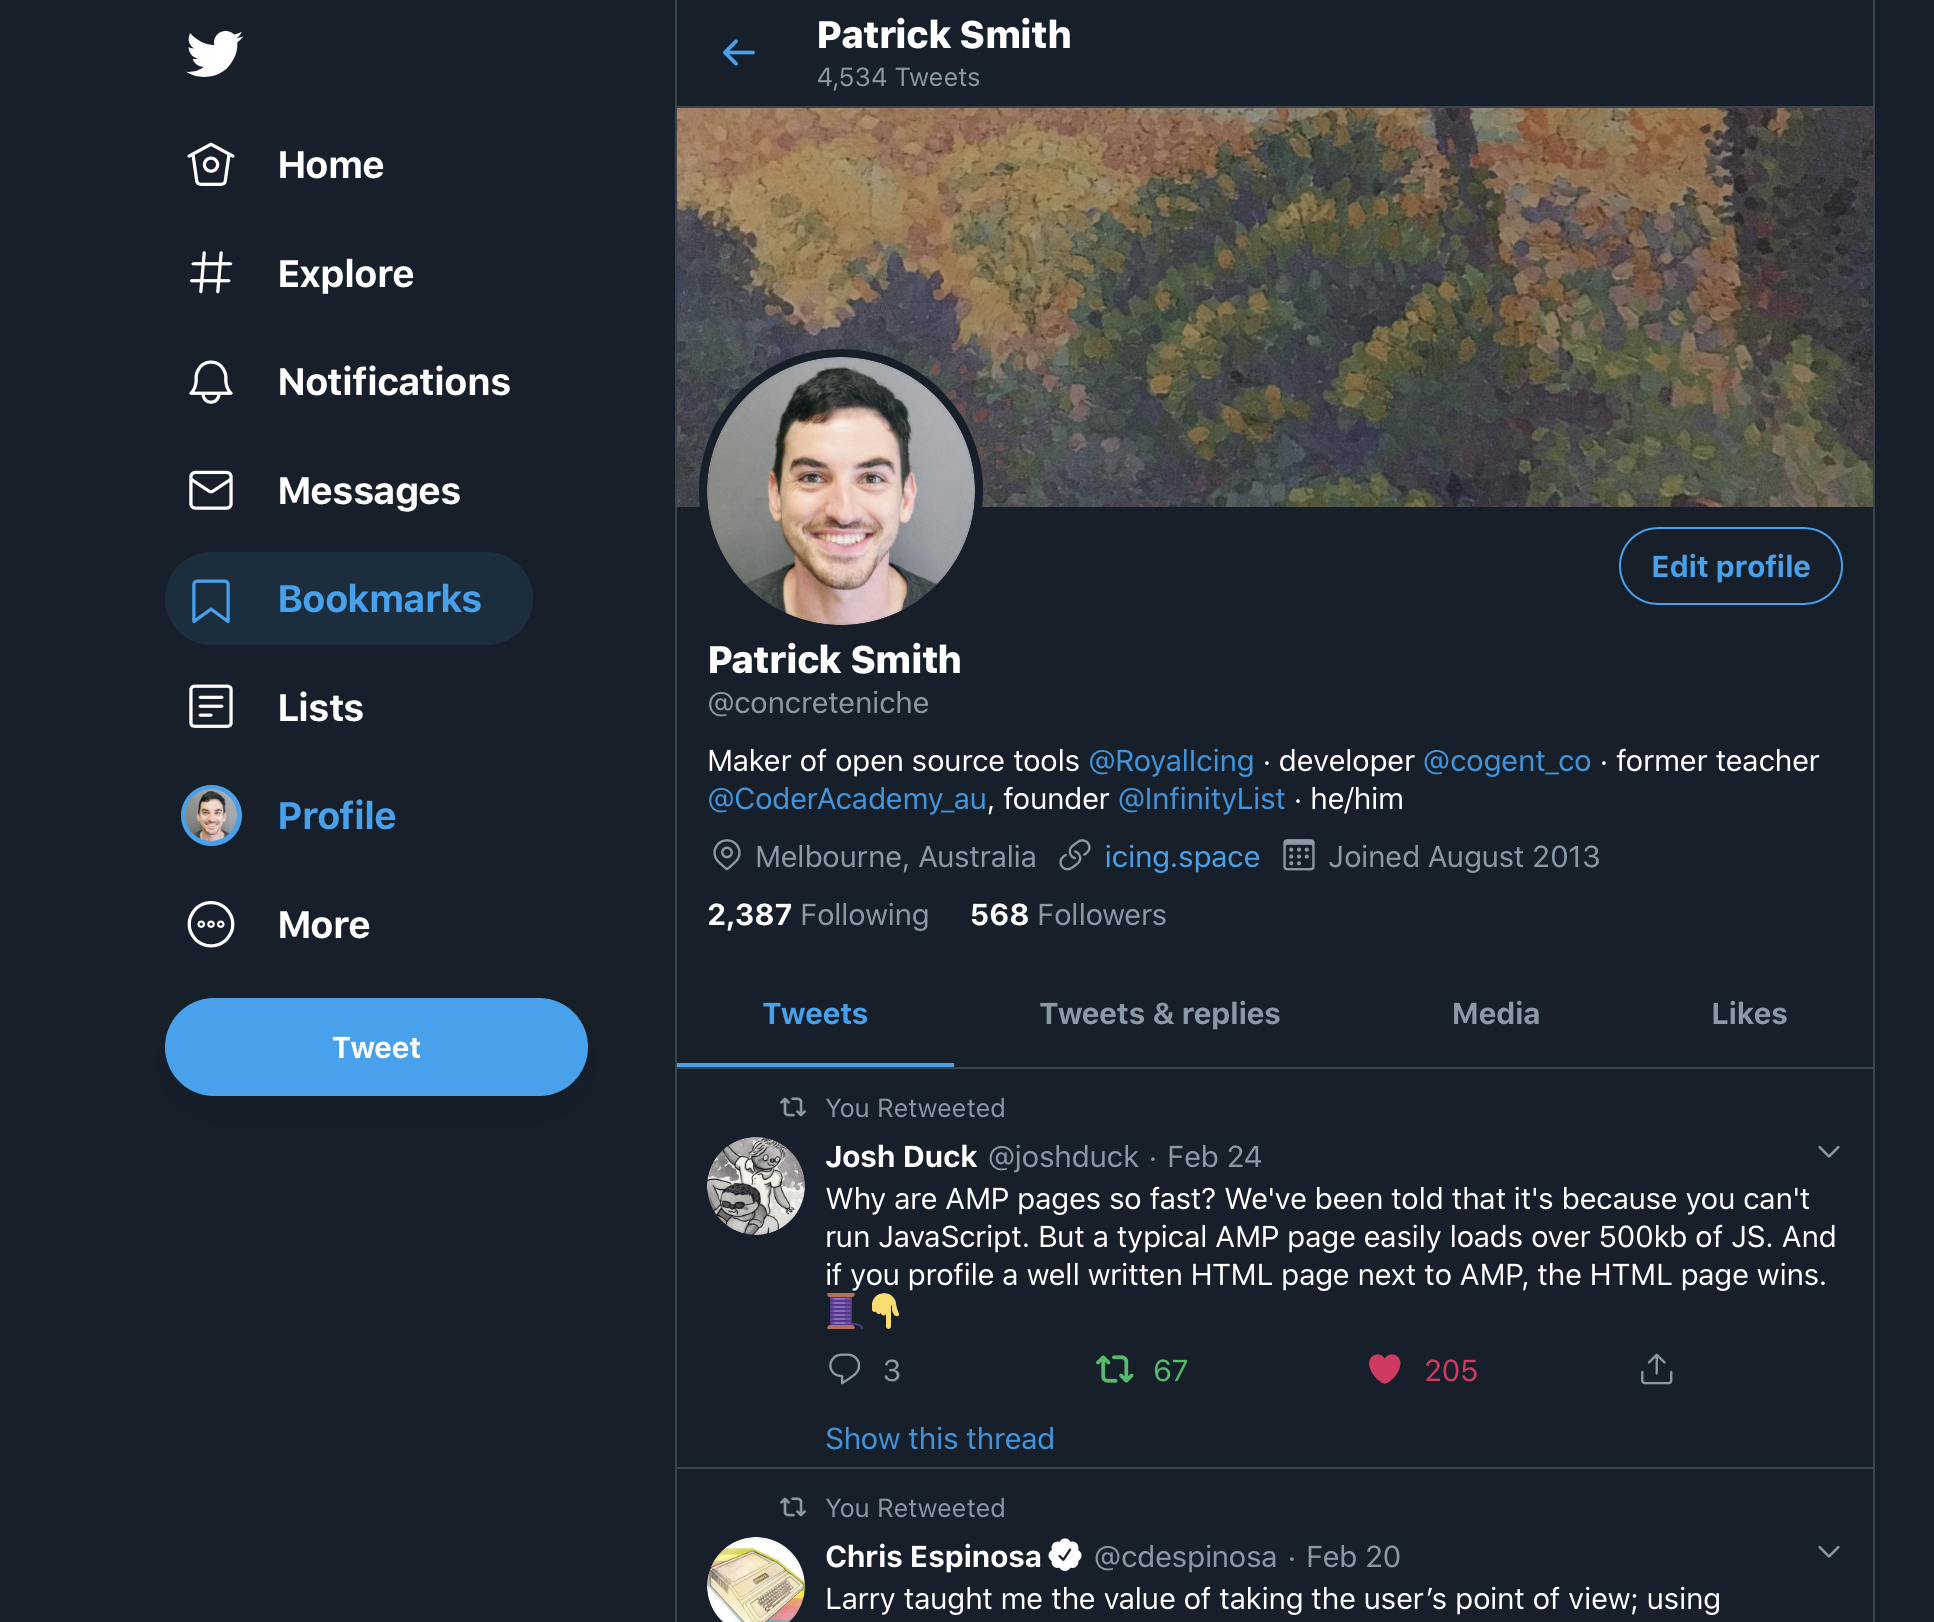 Home
Explore
Notifications
Messages
Bookmarks
Lists
Profile
More
Tweet
Patrick Smith
4,534 Tweets
Edit profile
Patrick Smith
@concreteniche
Maker of open source tools @RoyalIcing · developer @cogent_co · former teacher
@CoderAcademy_au, founder @InfinityList · he/him
Melbourne, Australia icing.space Joined August 2013
2,387 Following 568 Followers
Tweets Tweets & replies Media Likes
You Retweeted
Josh Duck @joshduck · Feb 24
Why are AMP pages so fast? We've been told that it's because you can't
run JavaScript. But a typical AMP page easily loads over 500kb of JS. And
if you profile a well written HTML page next to AMP, the HTML page wins.
🧵👇
3 67 205
Show this thread
You Retweeted
Chris Espinosa @cdespinosa · Feb 20
Larry taught me the value of taking the user’s point of view; using